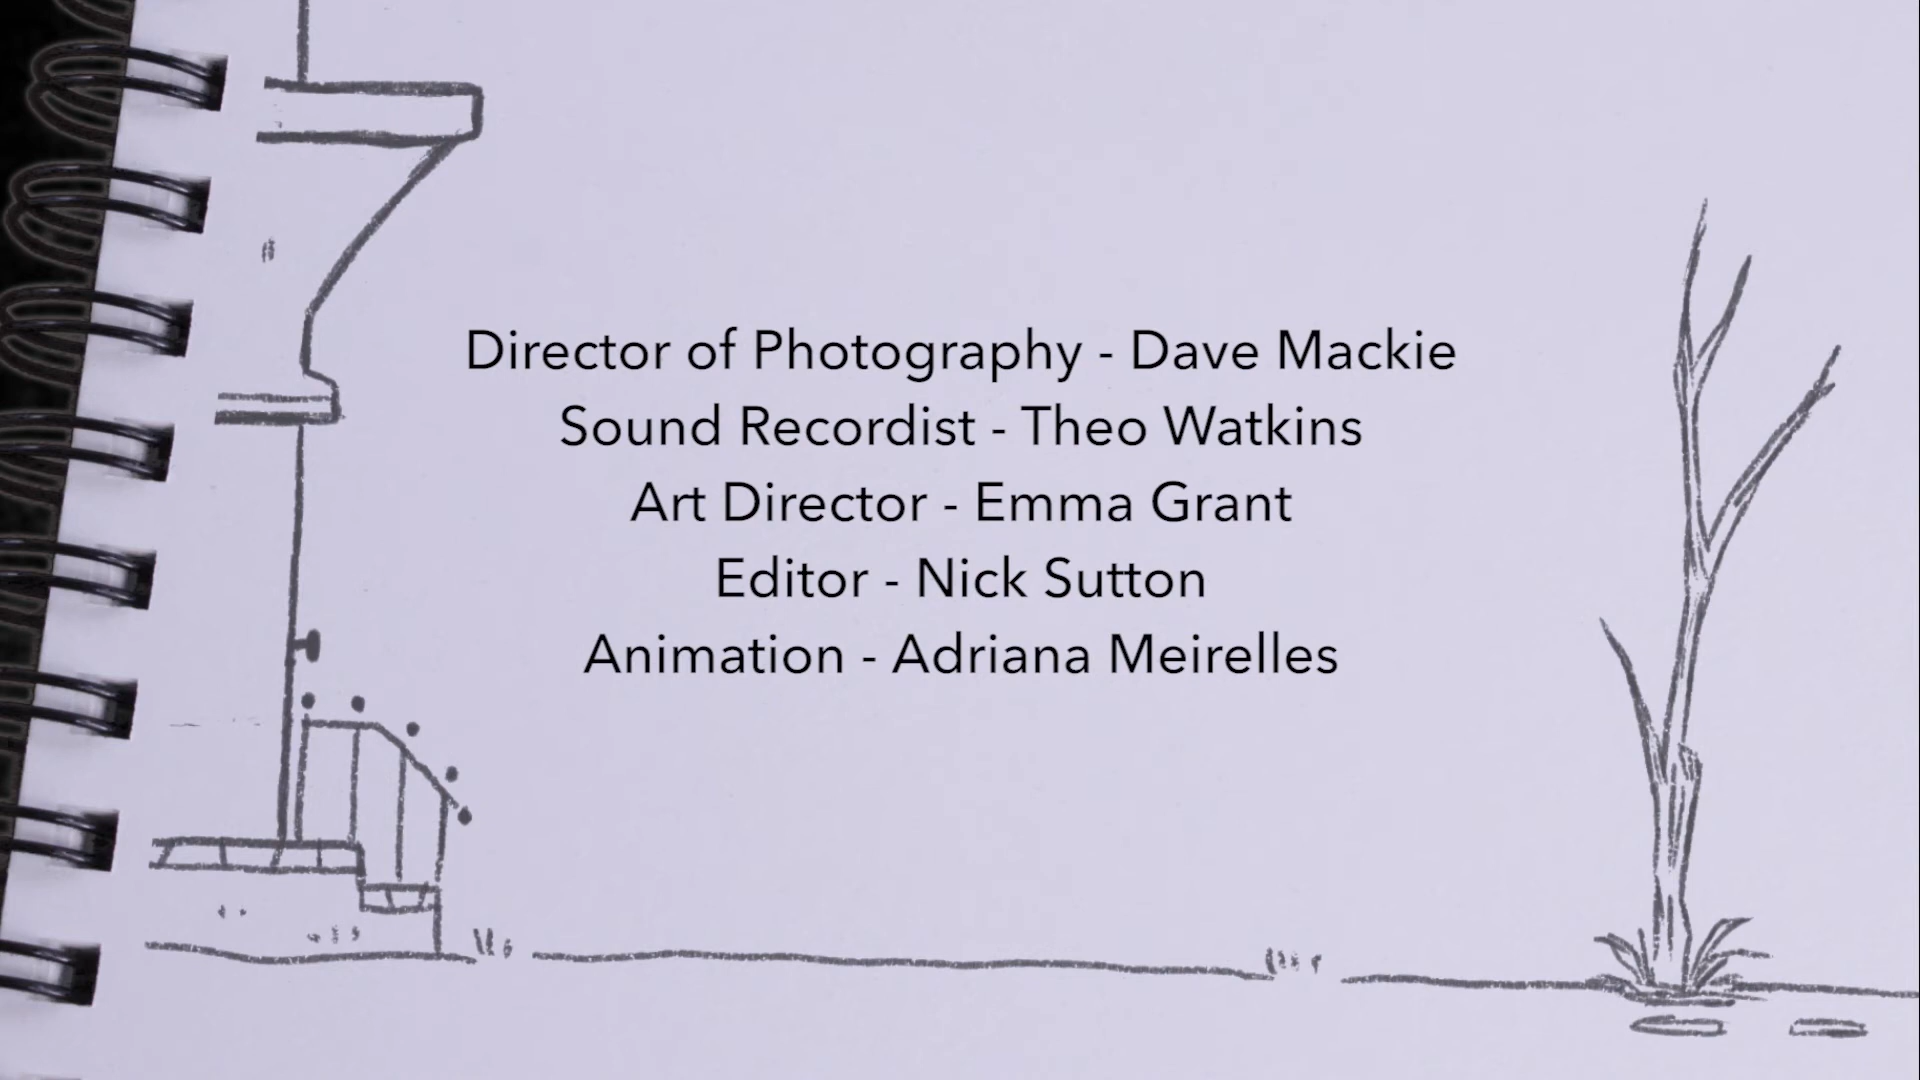 Director of Photography - Dave Mackie
Sound Recordist - Theo Watkins
Art Director - Emma Grant
Editor - Nick Sutton
Animation - Adriana Meirelles